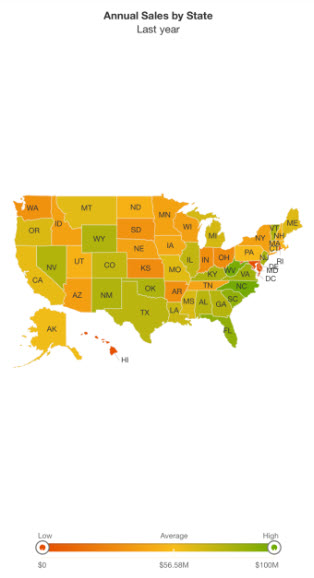 Annual Sales by State
Last year
WA
MT
ND
MN
ME
OR
ID
SD
WI
MI
VT
NH
NY
MA
CT
RI
WY
NE
IA
PA
NV
UT
CO
IL
IN
OH
NJ
DE
MD
DC
CA
KS
MO
KY
WV
VA
AZ
NM
OK
AR
TN
NC
TX
LA
MS
AL
GA
SC
FL
AK
HI
Low
Average
High
$0
$56.58M
$100M